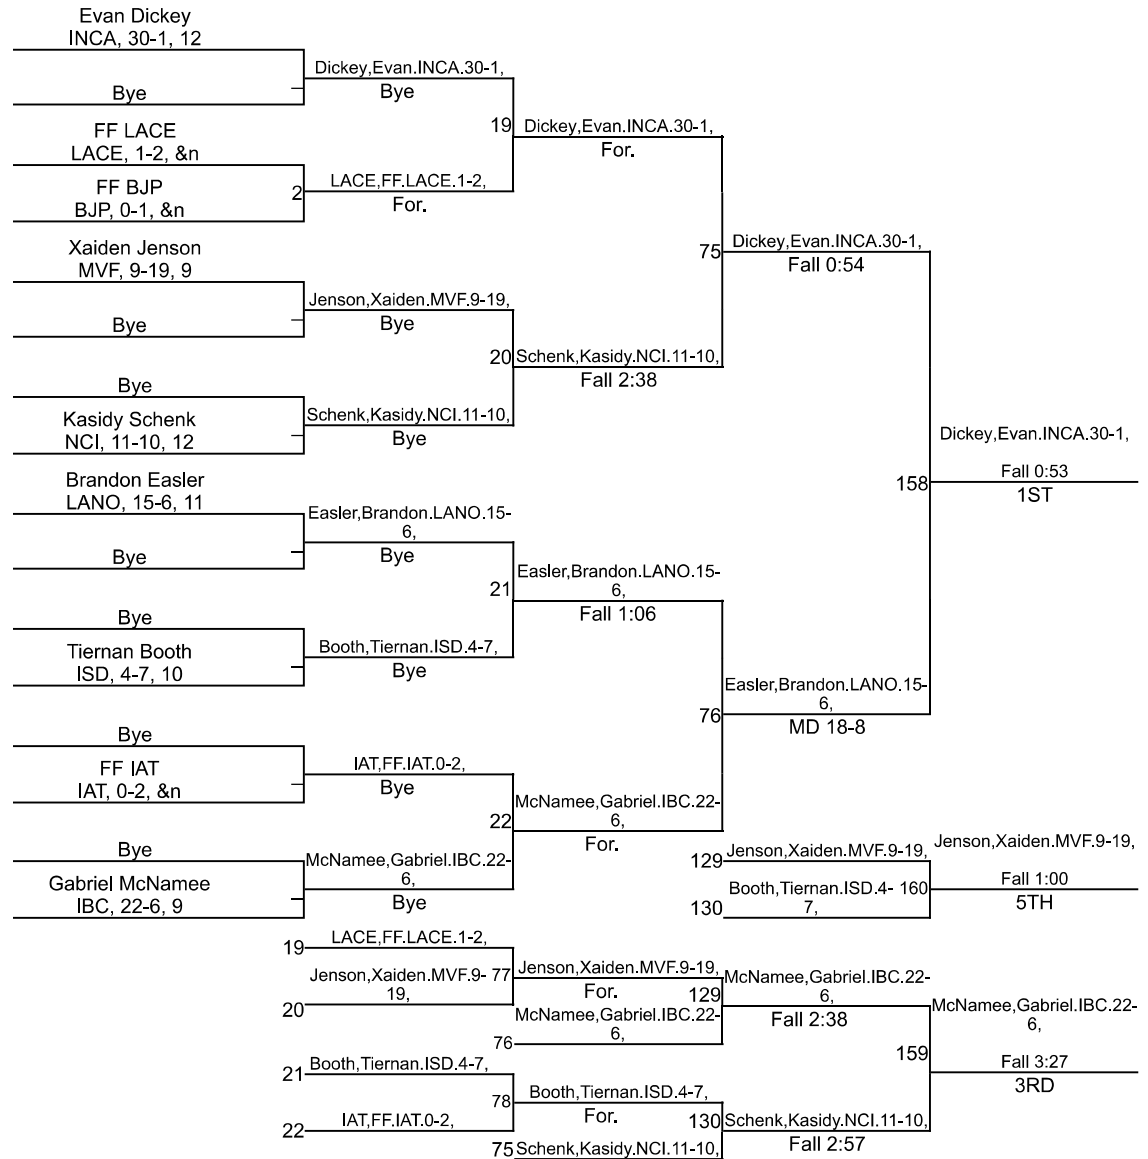 Evan Dickey
INCA, 30-1, 12
Bye
Dickey,Evan.INCA.30-1,
Bye
FF LACE
LACE, 1-2, &n
FF BJP
BJP, 0-1, &n
2
LACE,FF.LACE.1-2,
For.
19
Dickey,Evan.INCA.30-1,
For.
Xaiden Jenson
MVF, 9-19, 9
Bye
Jenson,Xaiden.MVF.9-19,
Bye
Bye
Kasidy Schenk
NCI, 11-10, 12
Schenk,Kasidy.NCI.11-10,
Bye
20
Schenk,Kasidy.NCI.11-10,
Fall 2:38
75
Dickey,Evan.INCA.30-1,
Fall 0:54
Brandon Easler
LANO, 15-6, 11
Bye
Easler,Brandon.LANO.15-
6,
Bye
Bye
Tiernan Booth
ISD, 4-7, 10
Booth,Tiernan.ISD.4-7,
Bye
21
Easler,Brandon.LANO.15-
6,
Fall 1:06
Bye
FF IAT
IAT, 0-2, &n
IAT,FF.IAT.0-2,
Bye
Bye
Gabriel McNamee
IBC, 22-6, 9
McNamee,Gabriel.IBC.22-
6,
Bye
22
McNamee,Gabriel.IBC.22-
6,
For.
76
Easler,Brandon.LANO.15-
6,
MD 18-8
158
Dickey,Evan.INCA.30-1,
Fall 0:53
1ST
129
Jenson,Xaiden.MVF.9-19,
130
Booth,Tiernan.ISD.4-
7,
160
Jenson,Xaiden.MVF.9-19,
Fall 1:00
5TH
19
LACE,FF.LACE.1-2,
20
Jenson,Xaiden.MVF.9-
19,
77
Jenson,Xaiden.MVF.9-19,
For.
76
McNamee,Gabriel.IBC.22-
6,
129
McNamee,Gabriel.IBC.22-
6,
Fall 2:38
21
Booth,Tiernan.ISD.4-7,
22
IAT,FF.IAT.0-2,
78
Booth,Tiernan.ISD.4-7,
For.
75
Schenk,Kasidy.NCI.11-10,
130
Schenk,Kasidy.NCI.11-10,
Fall 2:57
159
McNamee,Gabriel.IBC.22-
6,
Fall 3:27
3RD